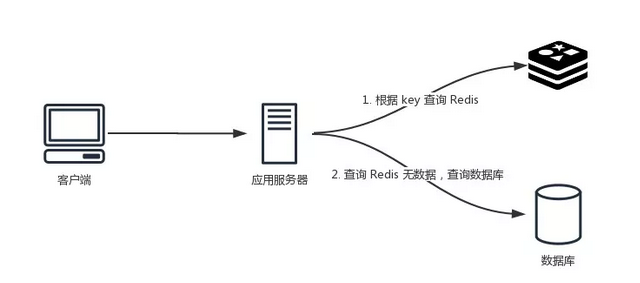 1. 根据 key 查询 Redis
客户端
应用服务器
2. 查询 Redis 无数据，查询数据库
数据库